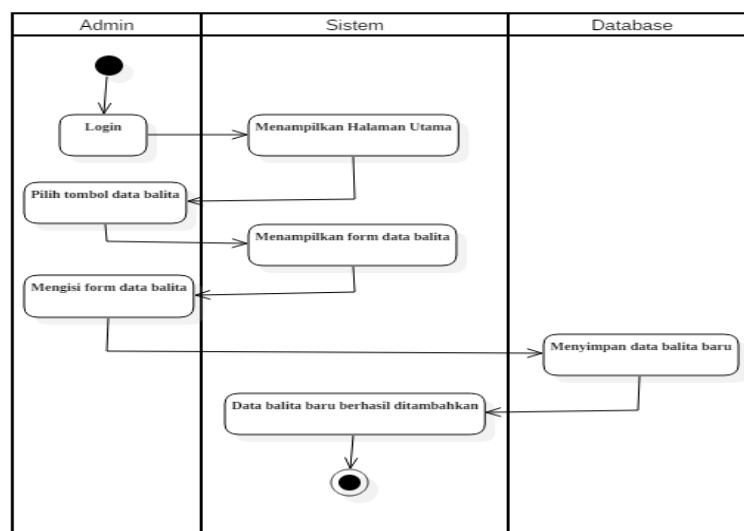 Admin
Sistem
Database
Login
Menampilkan Halaman Utama
Pilih tombol data balita
Menampilkan form data balita
Mengisi form data balita
Menyimpan data balita baru
Data balita baru berhasil ditambahkan